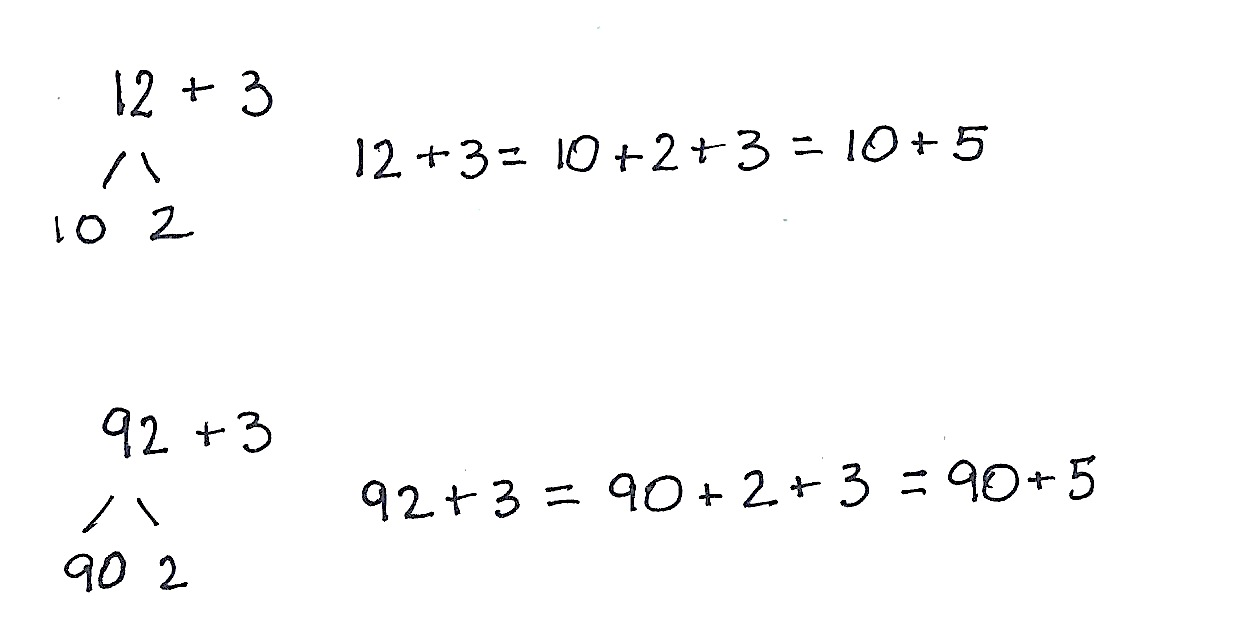 12 + 3
10 2
12 + 3 = 10 + 2 + 3 = 10 + 5
92 + 3
90 2
92 + 3 = 90 + 2 + 3 = 90 + 5